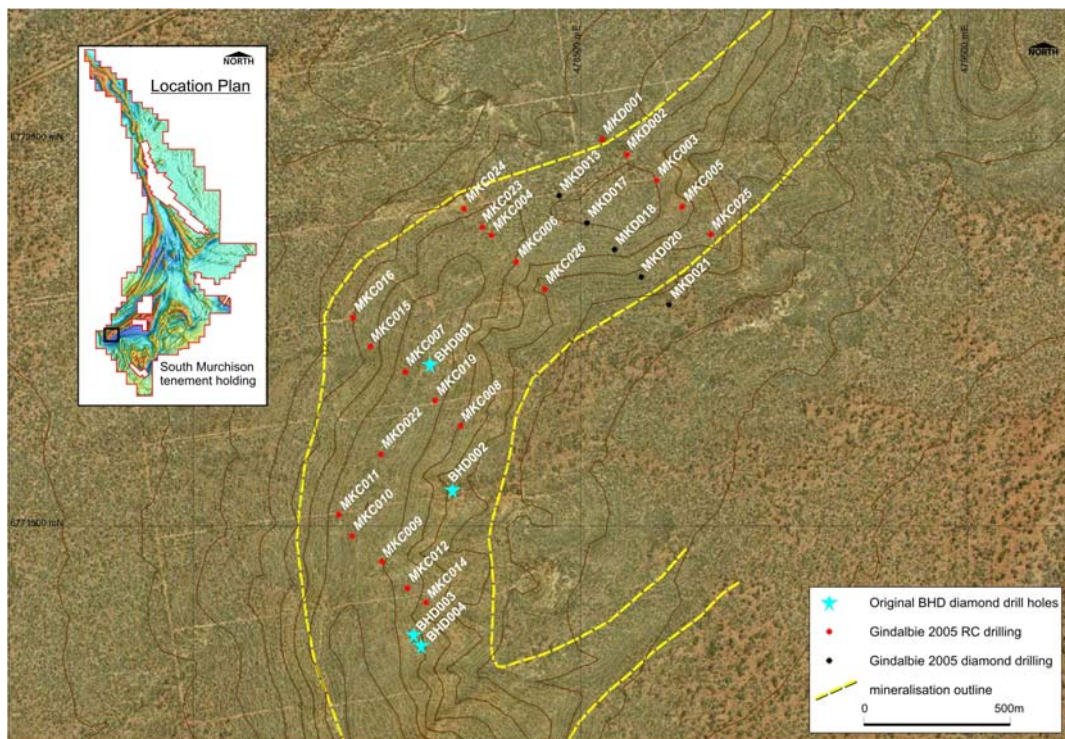 NORTH
Location Plan
South Murchison
tenement holding
478500 mE
NORTH
MKD001
MKD002
MKC003
MKC005
MKC025
MKD013
MKD017
MKD018
MKD020
MKD021
MKC024
MKC023
MKC004
MKC006
MKC026
MKC016
MKC015
MKC007
BHD001
MKC019
MKC008
MKD022
BHD002
MKC011
MKC010
MKC009
MKC012
MKC014
BHD003
BHD004
6771500 mN
Original BHD diamond drill holes
Gindalbie 2005 RC drilling
Gindalbie 2005 diamond drilling
mineralisation outline
0 500m